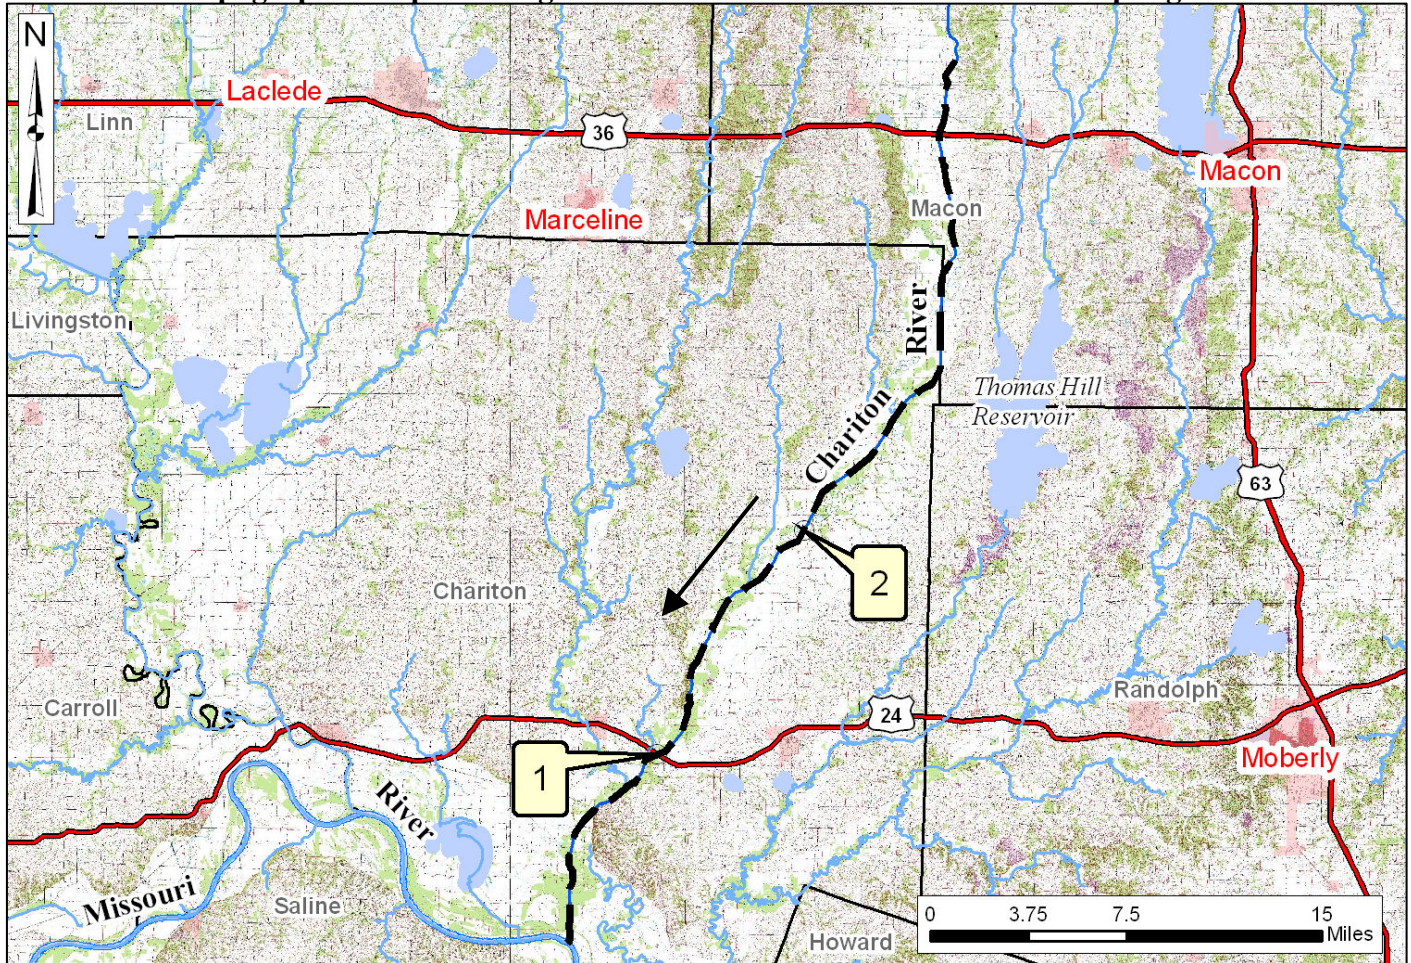 N
Laclede
Linn
36
Macon
Marceline
Macon
Livingston
River
Thomas Hill
Reservoir
Chariton
63
2
Chariton
Randolph
Carroll
24
Moberly
1
River
Missouri
Saline
Howard
0 3.75 7.5 15
Miles